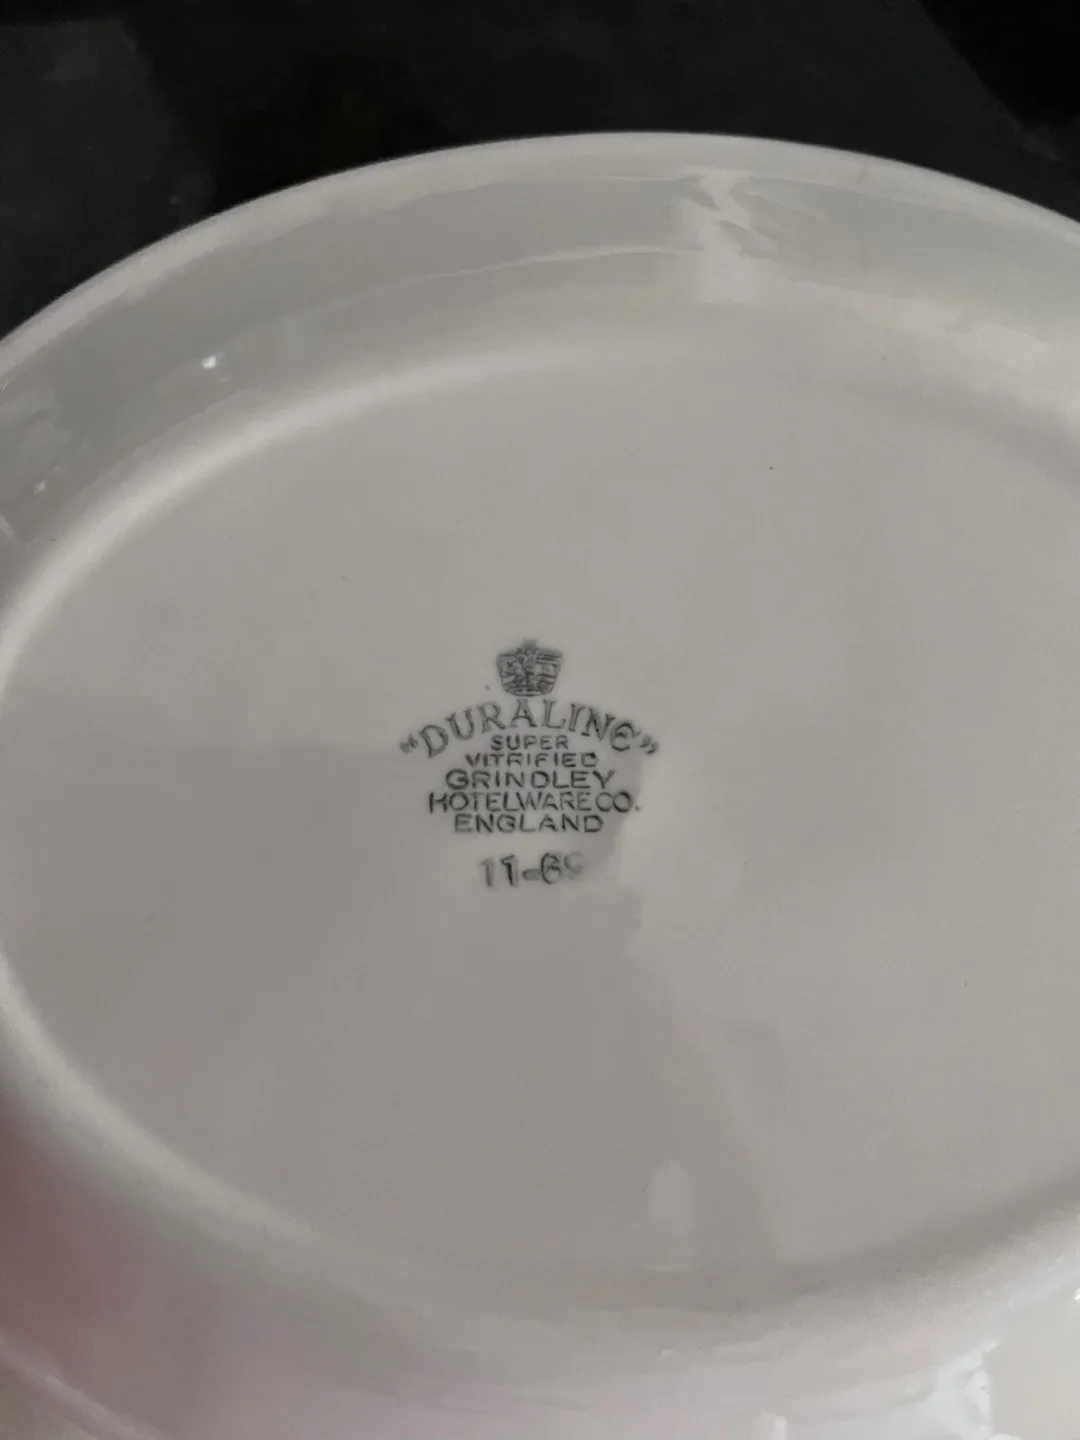 "DURALINE"
SUPER
VITRIFIED
GRINDLEY
HOTELWARE CO.
ENGLAND